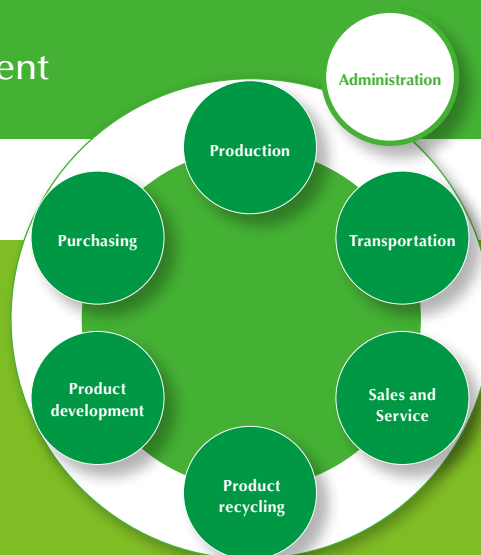 ent
Administration
Production
Purchasing
Transportation
Product
development
Sales and
Service
Product
recycling